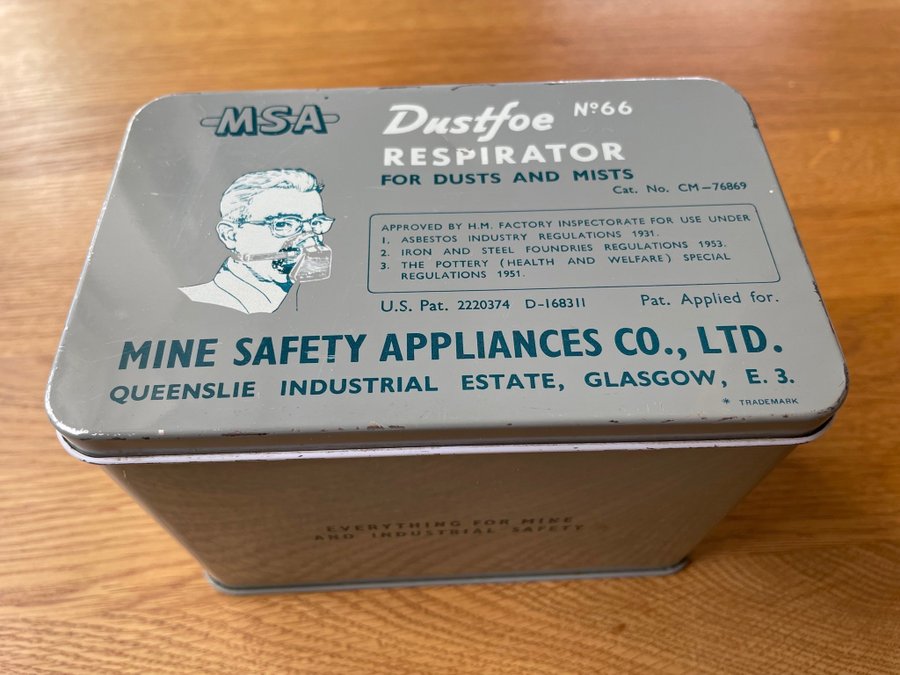 MSA
Dustfoe Nº66
RESPIRATOR
FOR DUSTS AND MISTS
Cat. No. CM-76869
APPROVED BY H.M. FACTORY INSPECTORATE FOR USE UNDER
1. ASBESTOS INDUSTRY REGULATIONS 1931.
2. IRON AND STEEL FOUNDRIES REGULATIONS 1953.
3. THE POTTERY (HEALTH AND WELFARE) SPECIAL
REGULATIONS 1951.
U.S. Pat. 2220374 D-168311 Pat. Applied for.
MINE SAFETY APPLIANCES CO., LTD.
QUEENSLIE INDUSTRIAL ESTATE, GLASGOW, E. 3.
* TRADEMARK
EVERYTHING FOR MINE
AND INDUSTRIAL SAFETY